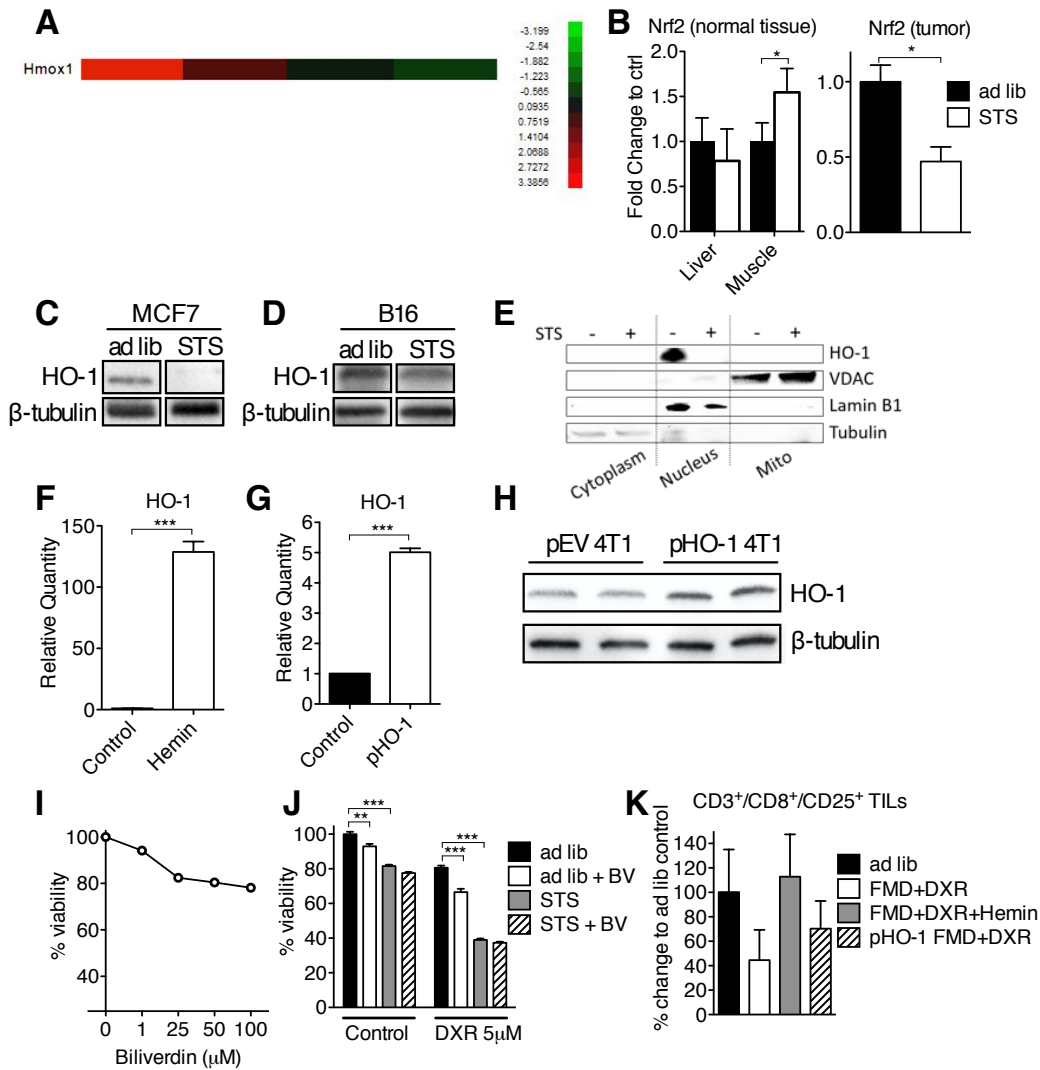 A
Hmox1
-3.199
-2.54
-1.882
-1.223
-0.565
0.0935
0.7519
1.4104
2.0688
2.7272
3.3856
B
Nrf2 (normal tissue)
Fold Change to ctrl
2.0
1.5
1.0
0.5
0.0
*
Liver
Muscle
Nrf2 (tumor)
*
1.0
0.5
0.0
ad lib
STS
C
MCF7
ad lib STS
HO-1
β-tubulin
D
B16
ad lib STS
HO-1
β-tubulin
E
STS - + - + - +
HO-1
VDAC
Lamin B1
Tubulin
Cytoplasm
Nucleus
Mito
F
HO-1
***
Relative Quantity
150
100
50
0
Control
Hemin
G
HO-1
***
Relative Quantity
6
5
4
3
2
1
0
Control
pHO-1
H
pEV 4T1 pHO-1 4T1
HO-1
β-tubulin
I
% viability
100
80
60
40
0 1 25 50 100
Biliverdin (μM)
J
% viability
100
80
60
40
20
0
***
**
***
***
Control DXR 5μM
ad lib
ad lib + BV
STS
STS + BV
K
CD3⁺/CD8⁺/CD25⁺ TILs
% change to ad lib control
140
120
100
80
60
40
20
0
ad lib
FMD+DXR
FMD+DXR+Hemin
pHO-1 FMD+DXR